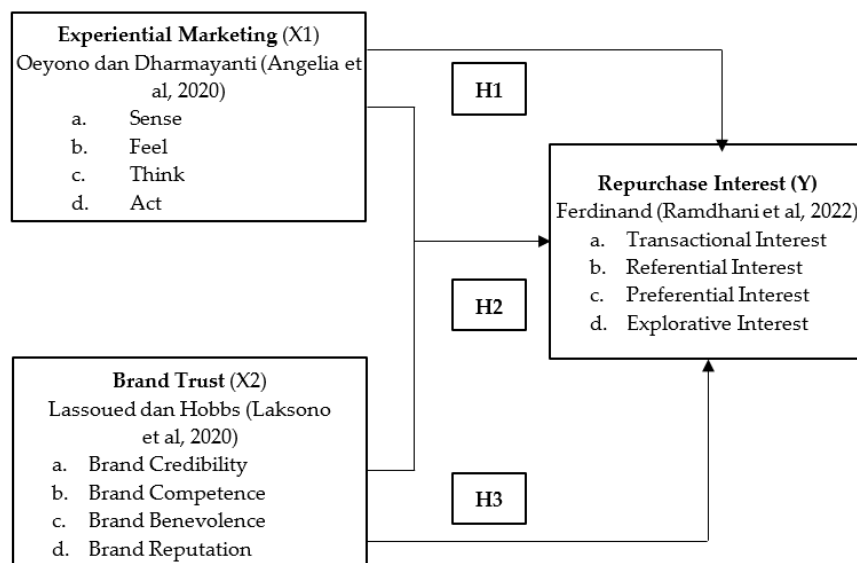 Experiential Marketing (X1)
Oeyono dan Dharmayanti (Angelia et
al, 2020)
a. Sense
b. Feel
c. Think
d. Act
H1
Repurchase Interest (Y)
Ferdinand (Ramdhani et al, 2022)
a. Transactional Interest
b. Referential Interest
c. Preferential Interest
d. Explorative Interest
H2
Brand Trust (X2)
Lassoued dan Hobbs (Laksono
et al, 2020)
a. Brand Credibility
b. Brand Competence
c. Brand Benevolence
d. Brand Reputation
H3